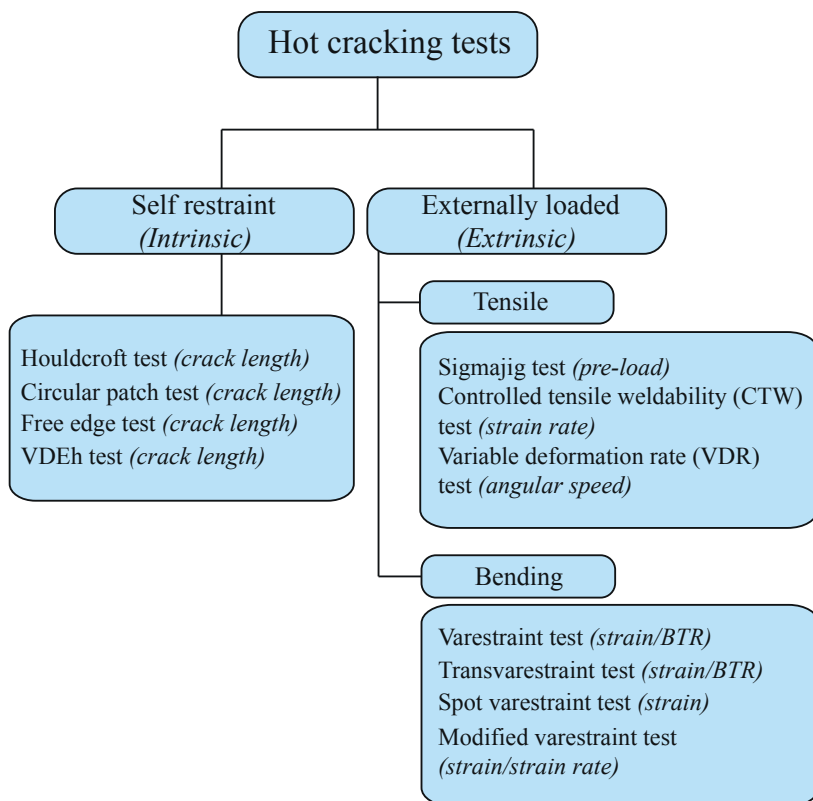 Hot cracking tests
Self restraint
(Intrinsic)
Externally loaded
(Extrinsic)
Houldcroft test (crack length)
Circular patch test (crack length)
Free edge test (crack length)
VDEh test (crack length)
Tensile
Sigmajig test (pre-load)
Controlled tensile weldability (CTW)
test (strain rate)
Variable deformation rate (VDR)
test (angular speed)
Bending
Varestraint test (strain/BTR)
Transvarestraint test (strain/BTR)
Spot varestraint test (strain)
Modified varestraint test
(strain/strain rate)